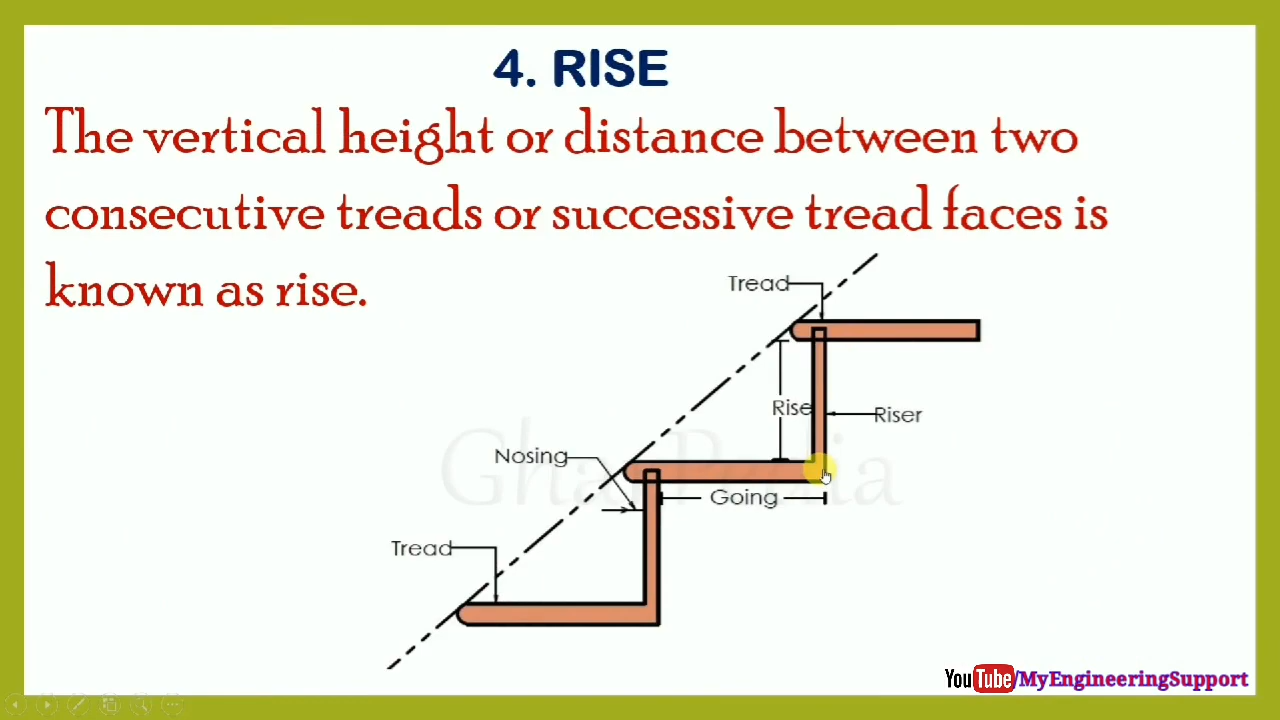 4. RISE
The vertical height or distance between two
consecutive treads or successive tread faces is
known as rise.
Tread
Rise
Riser
Nosing
Going
Tread
GharPedia
YouTube/MyEngineeringSupport